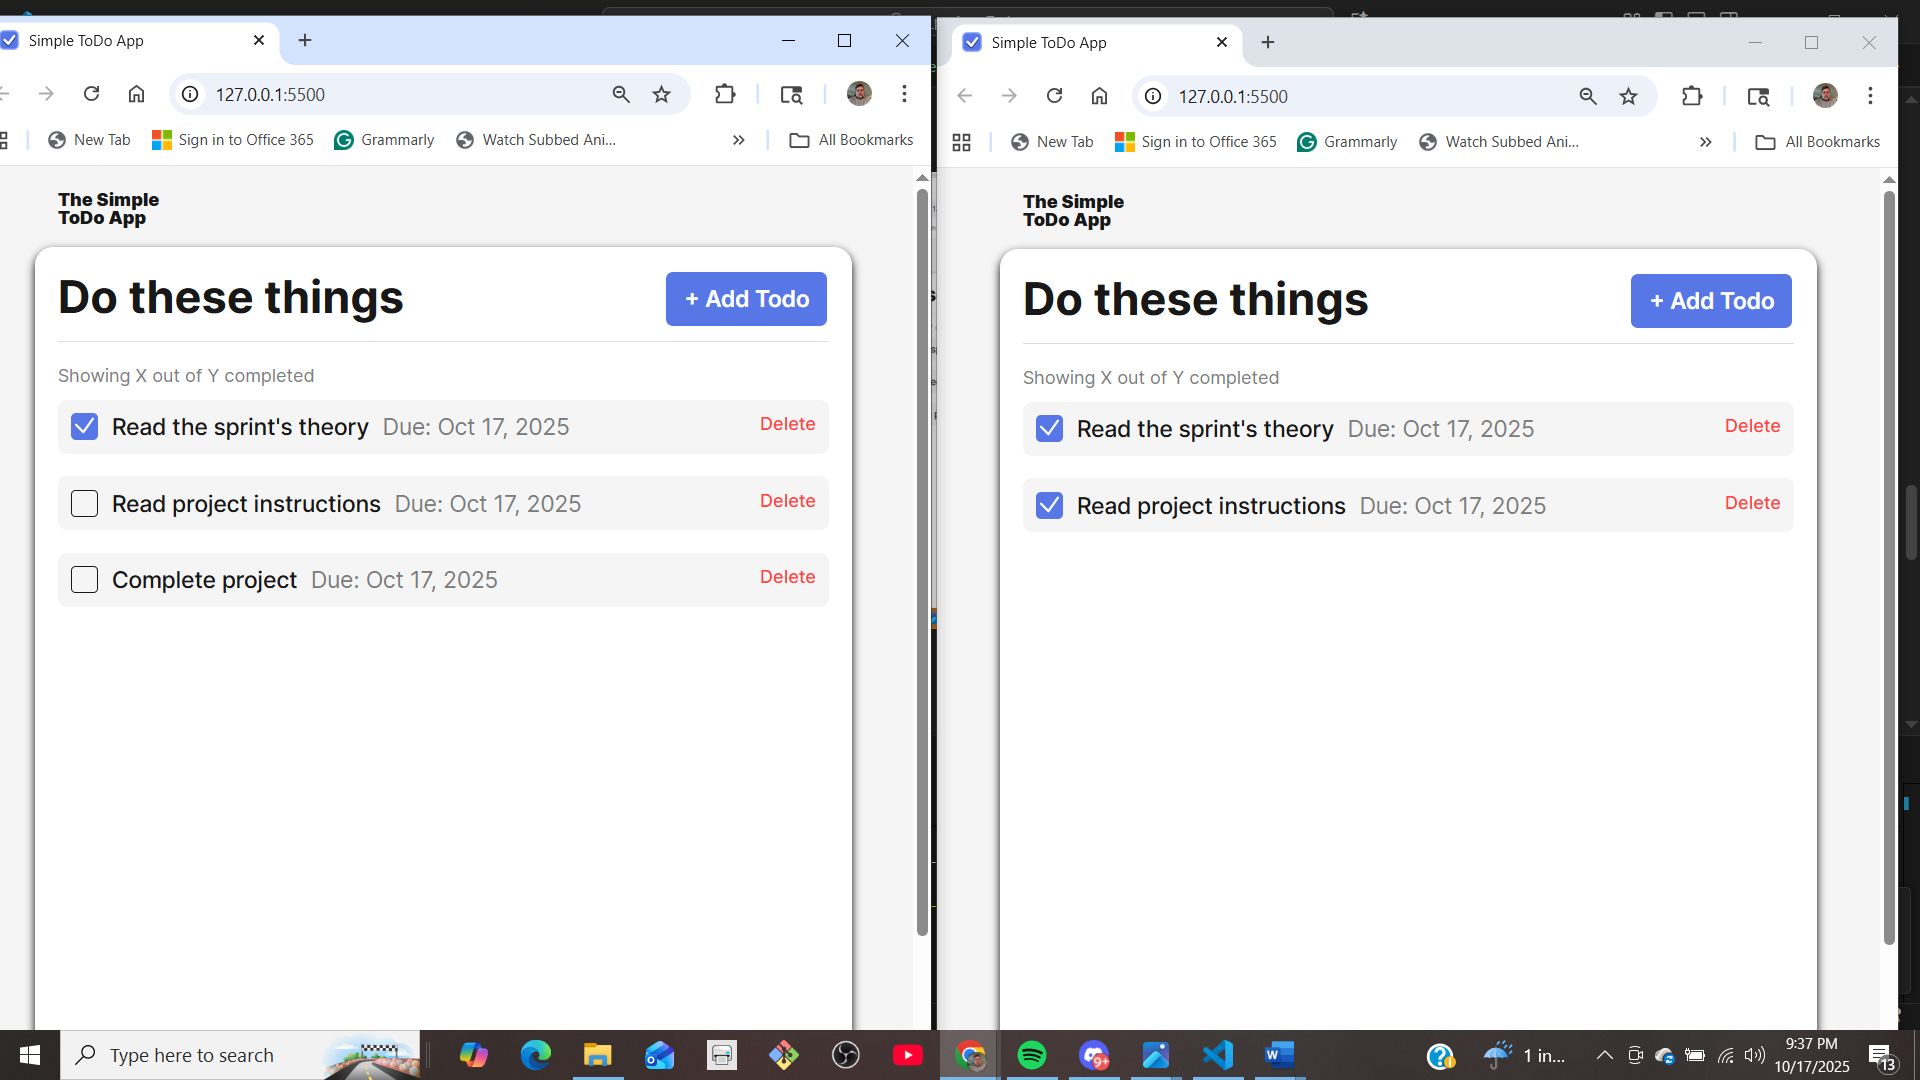 Simple ToDo App
127.0.0.1:5500
New Tab
Sign in to Office 365
Grammarly
Watch Subbed Ani...
All Bookmarks
The Simple
ToDo App
Do these things
+ Add Todo
Showing X out of Y completed
Read the sprint's theory Due: Oct 17, 2025 Delete
Read project instructions Due: Oct 17, 2025 Delete
Complete project Due: Oct 17, 2025 Delete
Simple ToDo App
127.0.0.1:5500
New Tab
Sign in to Office 365
Grammarly
Watch Subbed Ani...
All Bookmarks
The Simple
ToDo App
Do these things
+ Add Todo
Showing X out of Y completed
Read the sprint's theory Due: Oct 17, 2025 Delete
Read project instructions Due: Oct 17, 2025 Delete
Type here to search
9+
1 in...
9:37 PM
10/17/2025
13